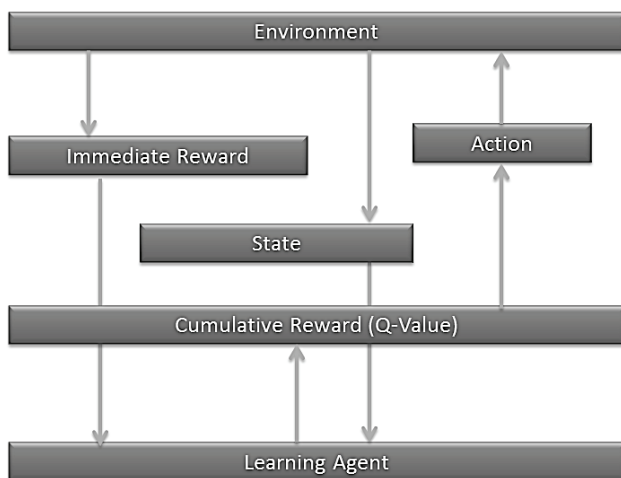 Environment
Immediate Reward
Action
State
Cumulative Reward (Q-Value)
Learning Agent